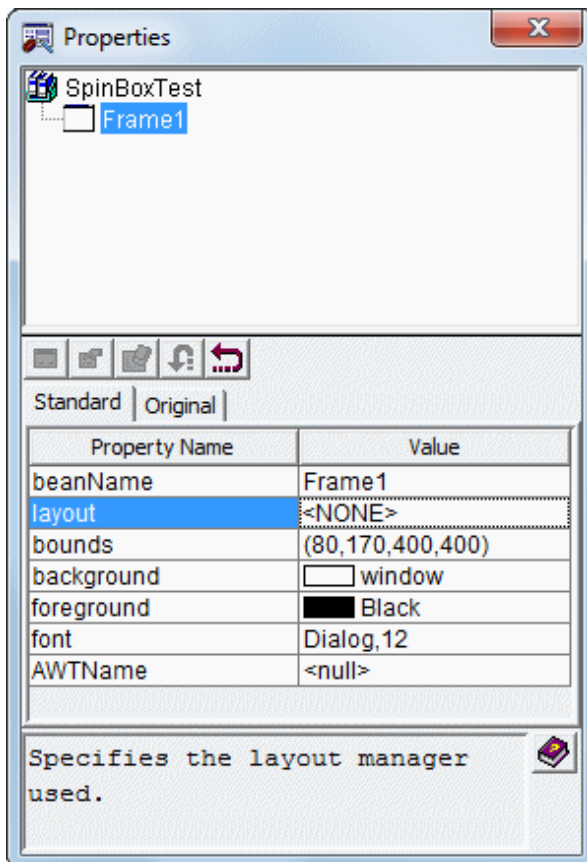 Properties
SpinBoxTest
Frame1
Standard Original
Property Name Value
beanName Frame1
layout <NONE>
bounds (80,170,400,400)
background window
foreground Black
font Dialog,12
AWTName <null>
Specifies the layout manager
used.